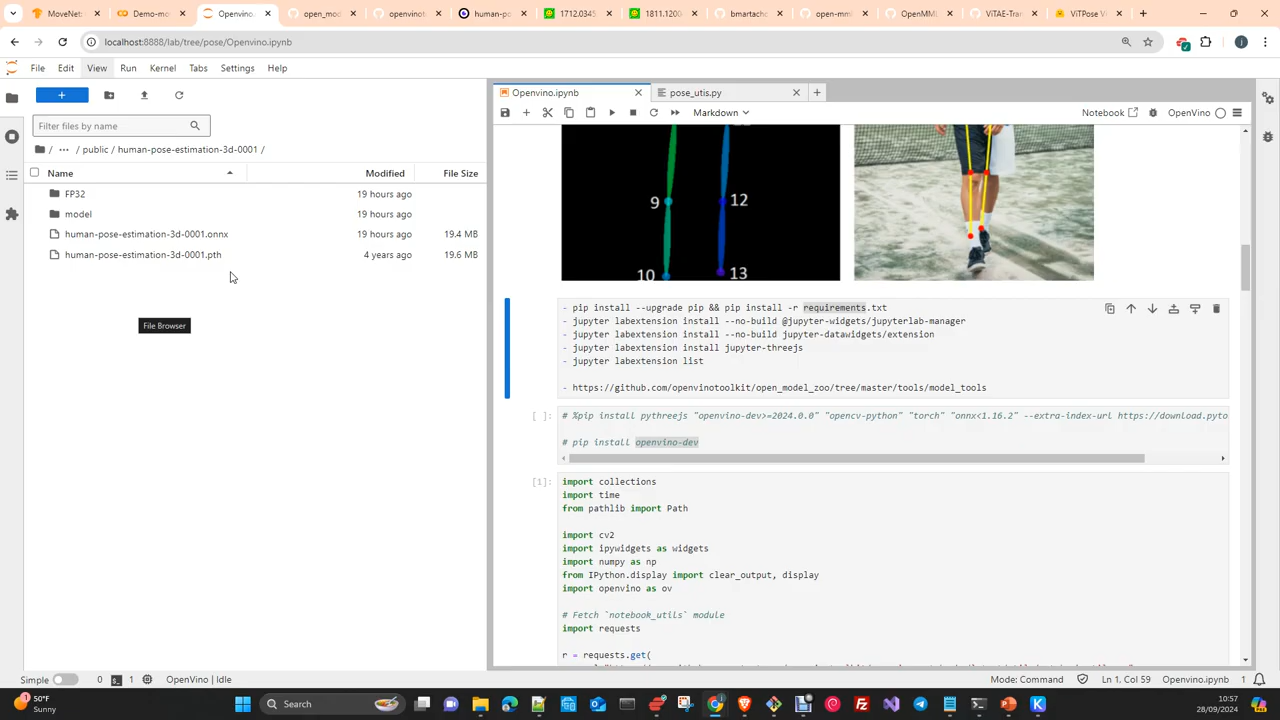 MoveNet:
Demo-mo
Openvino.
open_mod
openvinot
human-po
1712.0345
1811.1200
bmartacho
open-mm
OpenMML
ViTAE-Tra
ViTPose V
localhost:8888/lab/tree/pose/Openvino.ipynb
File Edit View Run Kernel Tabs Settings Help
Openvino.ipynb
pose_utis.py
Filter files by name
Markdown
Notebook
OpenVino
/ ... / public / human-pose-estimation-3d-0001 /
Name Modified File Size
FP32 19 hours ago
model 19 hours ago
human-pose-estimation-3d-0001.onnx 19 hours ago 19.4 MB
human-pose-estimation-3d-0001.pth 4 years ago 19.6 MB
File Browser
9
12
10
13
- pip install --upgrade pip && pip install -r requirements.txt
- jupyter labextension install --no-build @jupyter-widgets/jupyterlab-manager
- jupyter labextension install --no-build jupyter-datawidgets/extension
- jupyter labextension install jupyter-threejs
- jupyter labextension list
- https://github.com/openvinotoolkit/open_model_zoo/tree/master/tools/model_tools
[ ]:
# %pip install pythreejs "openvino-dev>=2024.0.0" "opencv-python" "torch" "onnx<1.16.2" --extra-index-url https://download.pyto
# pip install openvino-dev
[1]:
import collections
import time
from pathlib import Path
import cv2
import ipywidgets as widgets
import numpy as np
from IPython.display import clear_output, display
import openvino as ov
# Fetch `notebook_utils` module
import requests
r = requests.get(
Simple 0 1 OpenVino | Idle
Mode: Command Ln 1, Col 59 Openvino.ipynb 1
50°F
Sunny
Search
10:57
28/09/2024